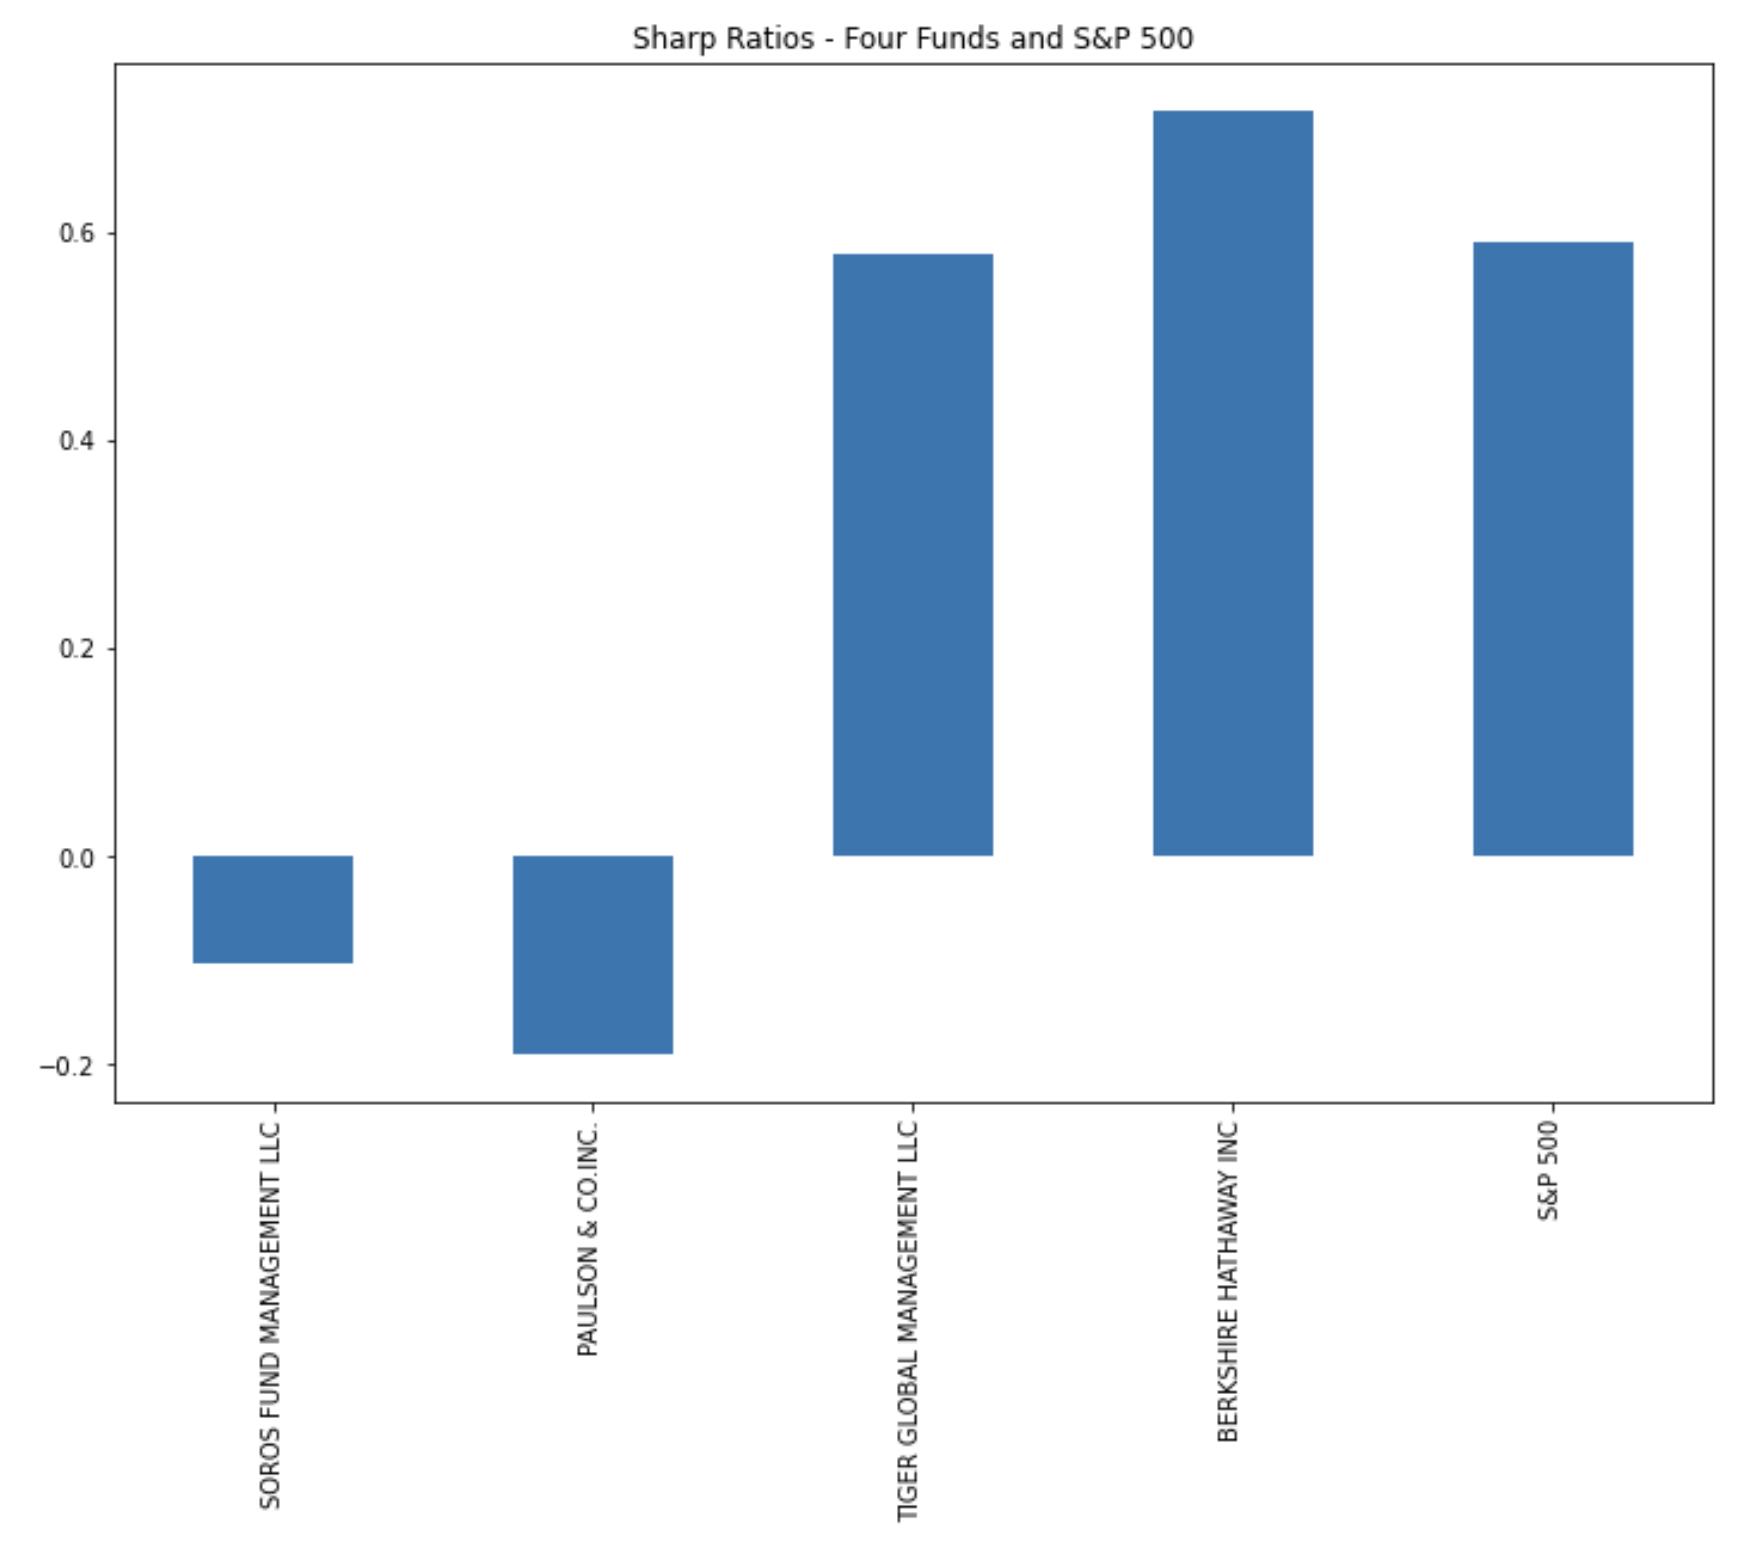 Sharp Ratios - Four Funds and S&P 500
0.6
0.4
0.2
0.0
−0.2
SOROS FUND MANAGEMENT LLC
PAULSON & CO.INC.
TIGER GLOBAL MANAGEMENT LLC
BERKSHIRE HATHAWAY INC
S&P 500